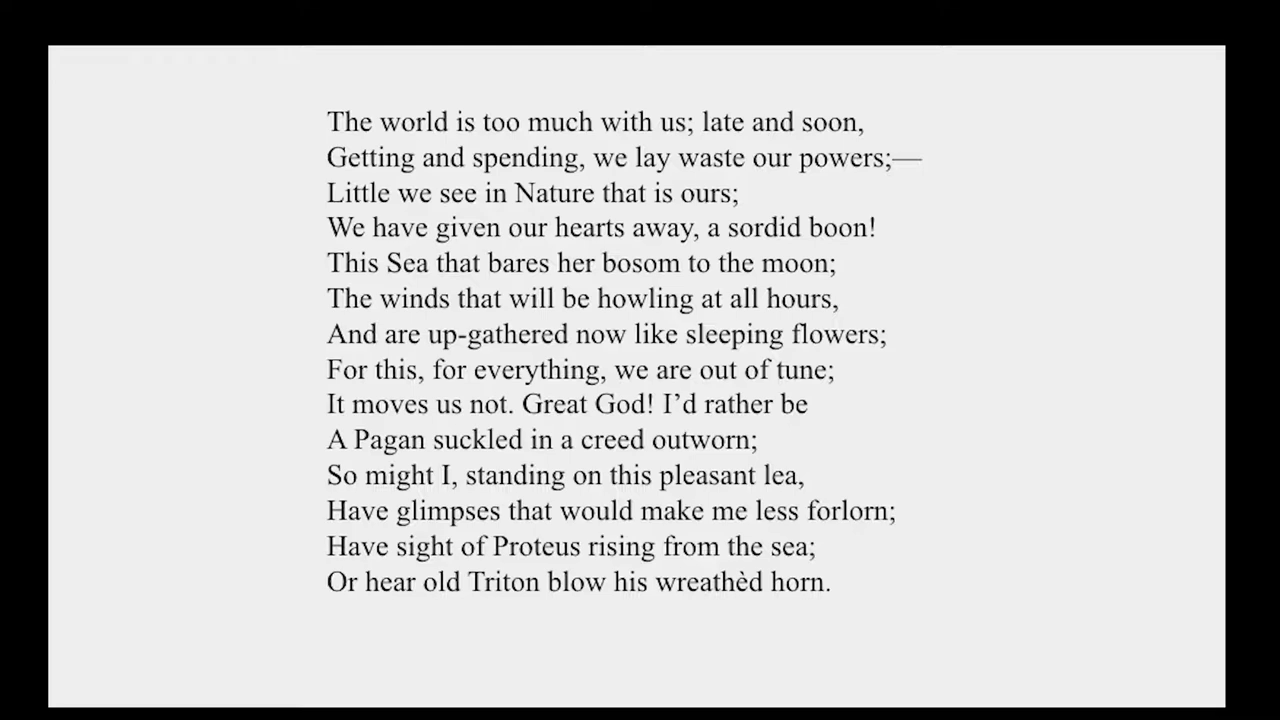 The world is too much with us; late and soon,
Getting and spending, we lay waste our powers;—
Little we see in Nature that is ours;
We have given our hearts away, a sordid boon!
This Sea that bares her bosom to the moon;
The winds that will be howling at all hours,
And are up-gathered now like sleeping flowers;
For this, for everything, we are out of tune;
It moves us not. Great God! I’d rather be
A Pagan suckled in a creed outworn;
So might I, standing on this pleasant lea,
Have glimpses that would make me less forlorn;
Have sight of Proteus rising from the sea;
Or hear old Triton blow his wreathèd horn.